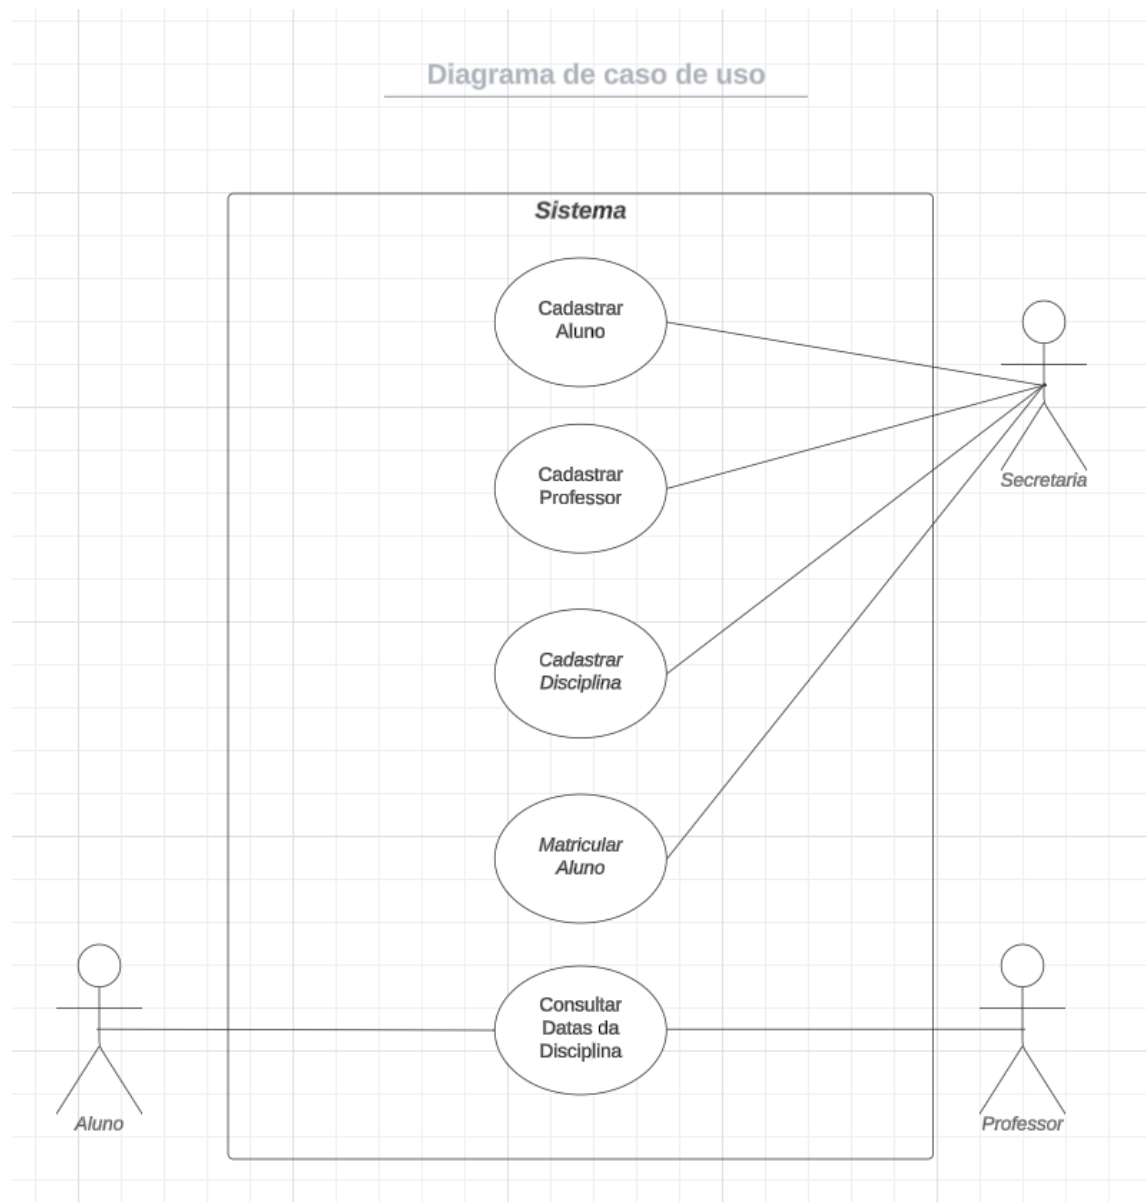 Diagrama de caso de uso
Sistema
Cadastrar
Aluno
Cadastrar
Professor
Secretaria
Cadastrar
Disciplina
Matricular
Aluno
Consultar
Datas da
Disciplina
Aluno
Professor